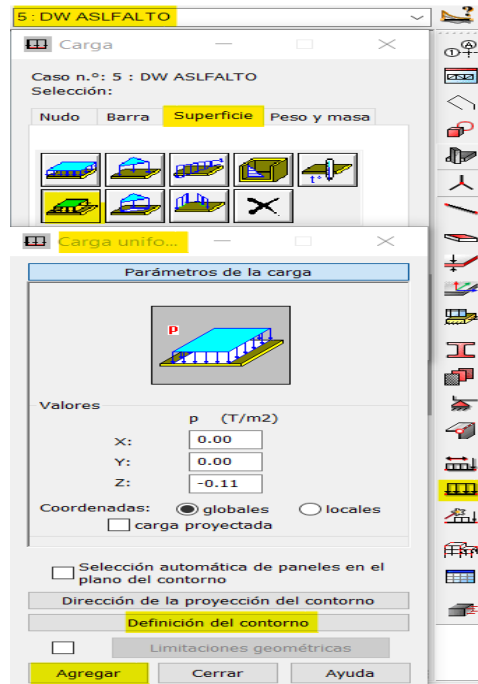 5 : DW ASLFALTO
Carga
Caso n.º: 5 : DW ASLFALTO
Selección:
Nudo Barra Superficie Peso y masa
t°
Carga unifo...
Parámetros de la carga
p
Valores
p (T/m2)
X: 0.00
Y: 0.00
Z: -0.11
Coordenadas: globales locales
carga proyectada
Selección automática de paneles en el
plano del contorno
Dirección de la proyección del contorno
Definición del contorno
Limitaciones geométricas
Agregar Cerrar Ayuda